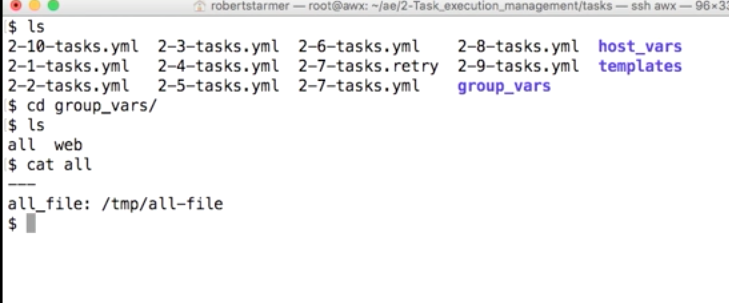 robertstarmer — root@awx: ~/ae/2-Task_execution_management/tasks — ssh awx — 96×33
$ ls
2-10-tasks.yml 2-3-tasks.yml 2-6-tasks.yml 2-8-tasks.yml host_vars
2-1-tasks.yml 2-4-tasks.yml 2-7-tasks.retry 2-9-tasks.yml templates
2-2-tasks.yml 2-5-tasks.yml 2-7-tasks.yml group_vars
$ cd group_vars/
$ ls
all web
$ cat all
---
all_file: /tmp/all-file
$